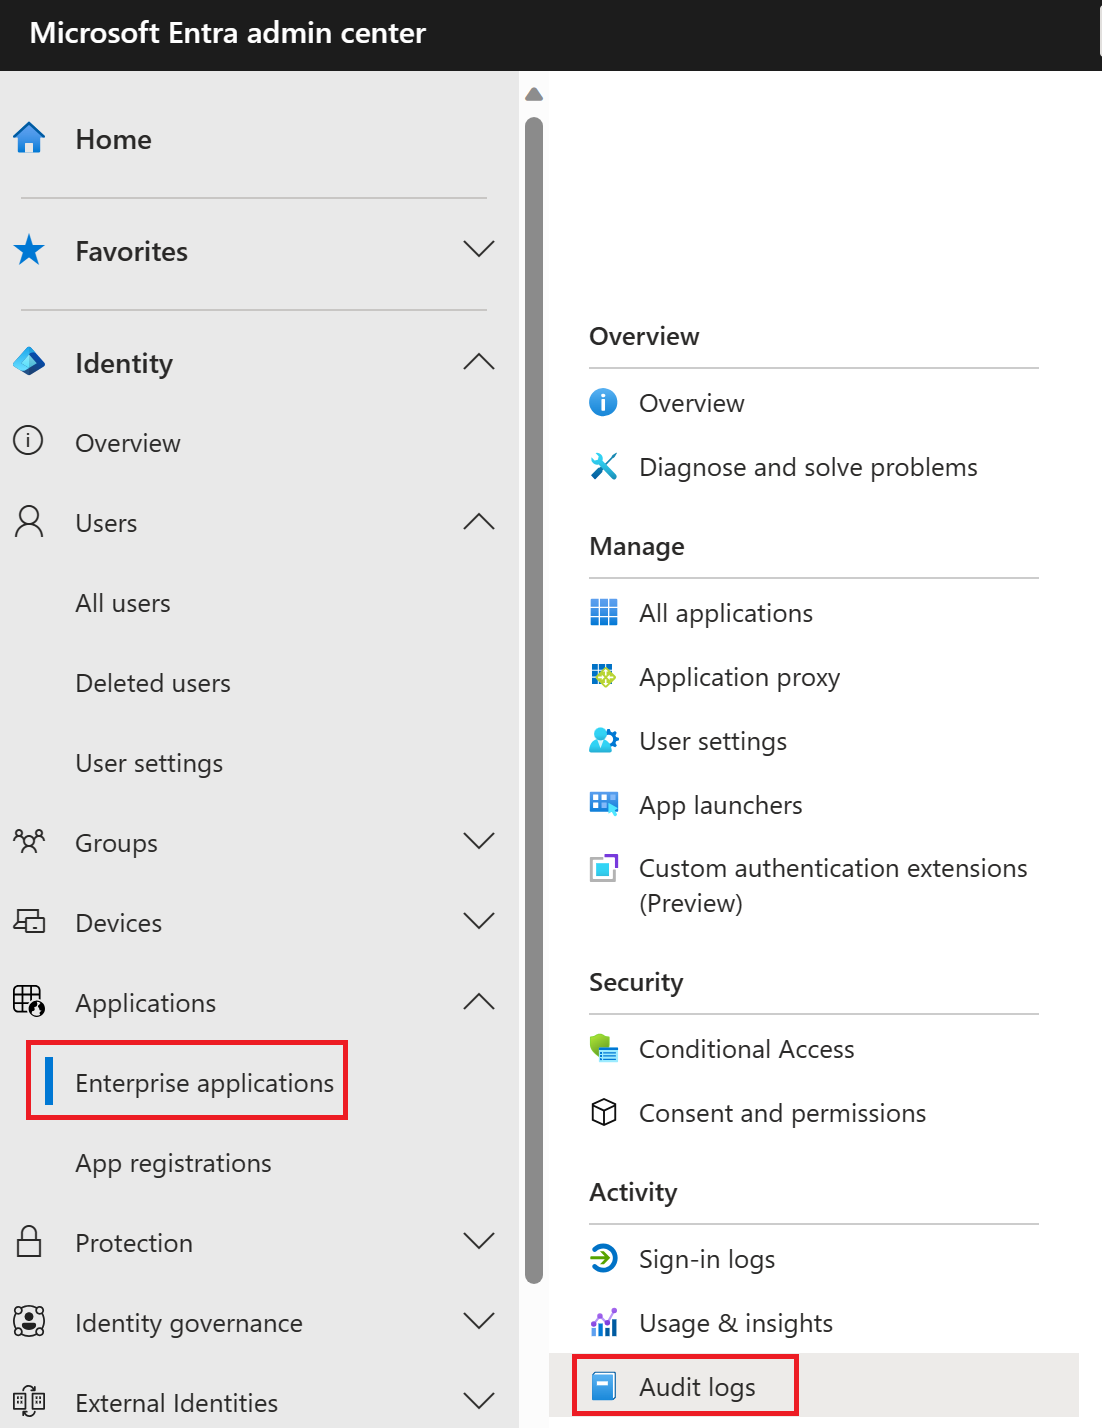 Microsoft Entra admin center
Home
Favorites
Identity
Overview
Users
All users
Deleted users
User settings
Groups
Devices
Applications
Enterprise applications
App registrations
Protection
Identity governance
External Identities
Overview
Overview
Diagnose and solve problems
Manage
All applications
Application proxy
User settings
App launchers
Custom authentication extensions
(Preview)
Security
Conditional Access
Consent and permissions
Activity
Sign-in logs
Usage & insights
Audit logs